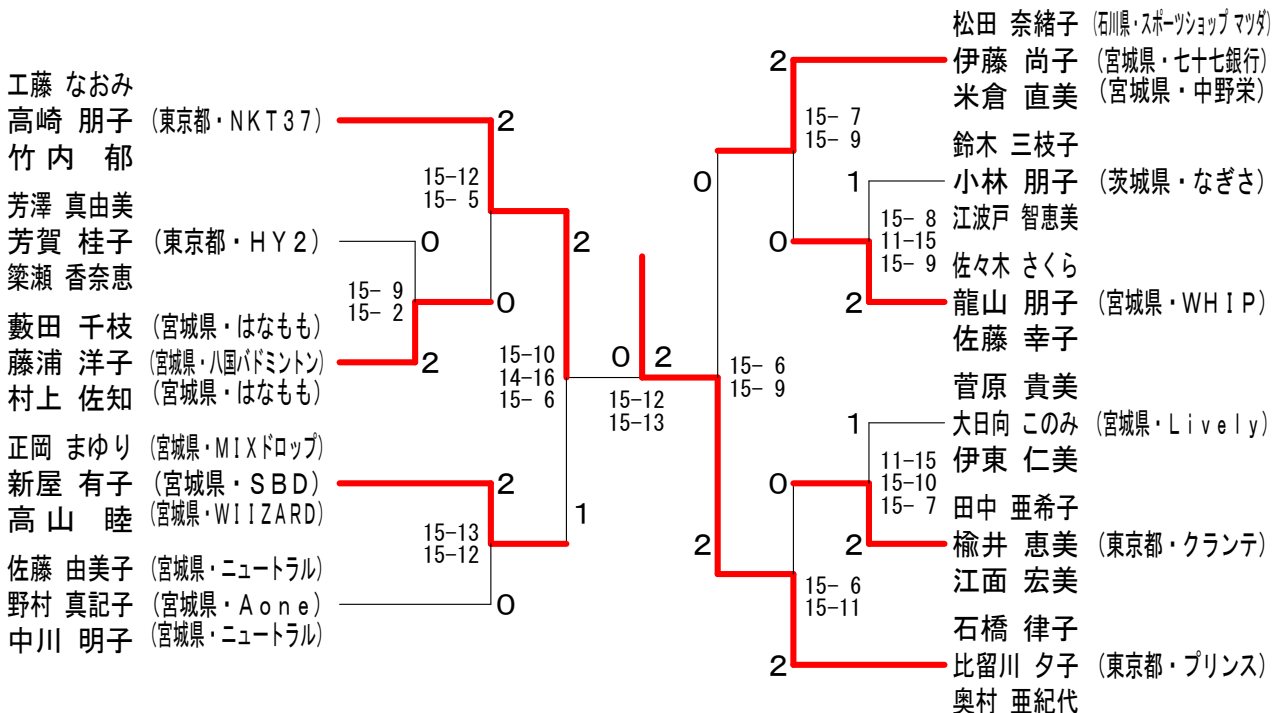 工藤 なおみ
高崎 朋子 (東京都・NKT37)
竹内 郁
2
15-12
15- 5
芳澤 真由美
芳賀 桂子 (東京都・HY2)
簗瀬 香奈恵
0
15- 9
15- 2
0
藪田 千枝 (宮城県・はなもも)
藤浦 洋子 (宮城県・八国バドミントン)
村上 佐知 (宮城県・はなもも)
2
2
15-10
14-16
15- 6
正岡 まゆり (宮城県・MIXドロップ)
新屋 有子 (宮城県・SBD)
高山 睦 (宮城県・WIIZARD)
2
15-13
15-12
1
佐藤 由美子 (宮城県・ニュートラル)
野村 真記子 (宮城県・Aone)
中川 明子 (宮城県・ニュートラル)
0
0 2
15-12
15-13
松田 奈緒子 (石川県・スポーツショップ マツダ)
伊藤 尚子 (宮城県・七十七銀行)
米倉 直美 (宮城県・中野栄)
2
15- 7
15- 9
0
鈴木 三枝子
小林 朋子 (茨城県・なぎさ)
江波戸 智恵美
1
15- 8
11-15
15- 9
0
佐々木 さくら
龍山 朋子 (宮城県・WHIP)
佐藤 幸子
2
15- 6
15- 9
菅原 貴美
大日向 このみ (宮城県・Lively)
伊東 仁美
1
11-15
15-10
15- 7
0
田中 亜希子
楡井 恵美 (東京都・クランテ)
江面 宏美
2
2
15- 6
15-11
石橋 律子
比留川 夕子 (東京都・プリンス)
奥村 亜紀代
2